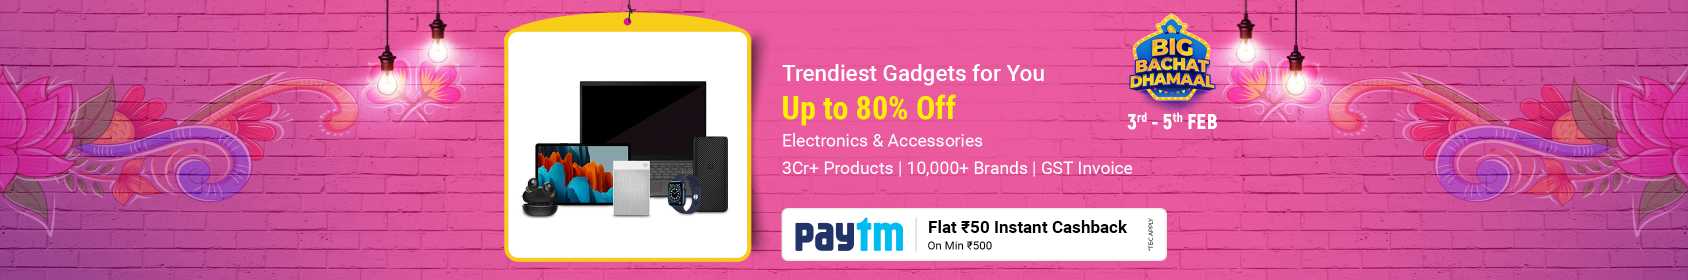 Trendiest Gadgets for You
Up to 80% Off
Electronics & Accessories
3Cr+ Products | 10,000+ Brands | GST Invoice
paytm
Flat ₹50 Instant Cashback
On Min ₹500
*T&C APPLY
BIG
BACHAT
DHAMAAL
3rd - 5th FEB